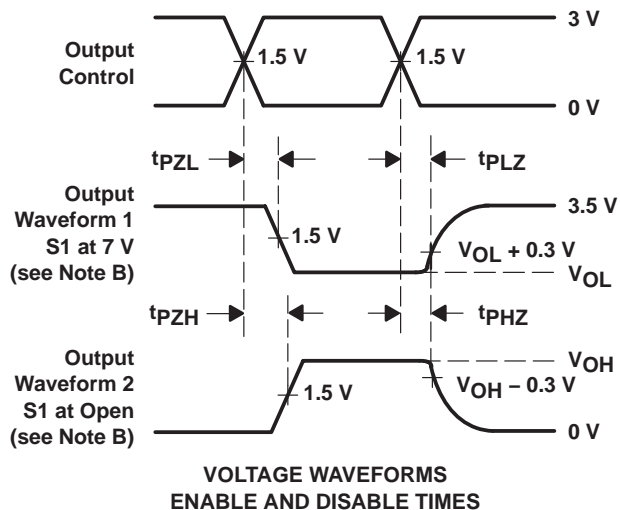 3 V
Output
Control
1.5 V
1.5 V
0 V
tPZL
tPLZ
Output
Waveform 1
S1 at 7 V
(see Note B)
3.5 V
1.5 V
VOL + 0.3 V
VOL
tPZH
tPHZ
Output
Waveform 2
S1 at Open
(see Note B)
VOH
1.5 V
VOH − 0.3 V
0 V
VOLTAGE WAVEFORMS
ENABLE AND DISABLE TIMES